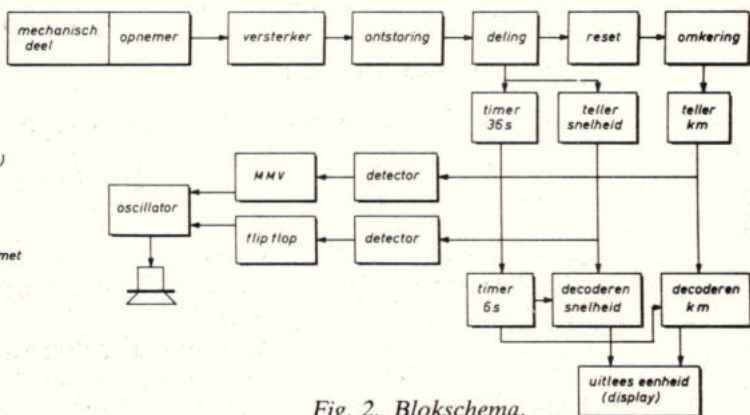 mechanisch. opnemer
deel
versterker
ontstoring
deling
reset
omkering
timer
36 s
teller
snelheid
teller
km
)
MMV
detector
oscillator
flip flop
detector
met
timer
6 s
decoderen
snelheid
decoderen
km
uitlees eenheid
(display)
Fig. 2. Blokschema.